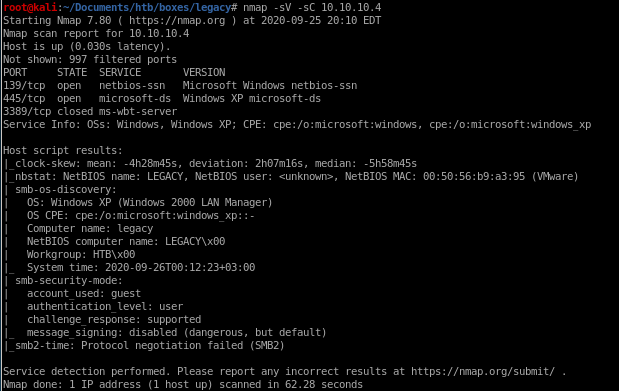 root@kali:~/Documents/htb/boxes/legacy# nmap -sV -sC 10.10.10.4
Starting Nmap 7.80 ( https://nmap.org ) at 2020-09-25 20:10 EDT
Nmap scan report for 10.10.10.4
Host is up (0.030s latency).
Not shown: 997 filtered ports
PORT     STATE  SERVICE       VERSION
139/tcp  open   netbios-ssn   Microsoft Windows netbios-ssn
445/tcp  open   microsoft-ds  Windows XP microsoft-ds
3389/tcp closed ms-wbt-server
Service Info: OSs: Windows, Windows XP; CPE: cpe:/o:microsoft:windows, cpe:/o:microsoft:windows_xp

Host script results:
|_clock-skew: mean: -4h28m45s, deviation: 2h07m16s, median: -5h58m45s
|_nbstat: NetBIOS name: LEGACY, NetBIOS user: <unknown>, NetBIOS MAC: 00:50:56:b9:a3:95 (VMware)
| smb-os-discovery:
|   OS: Windows XP (Windows 2000 LAN Manager)
|   OS CPE: cpe:/o:microsoft:windows_xp::-
|   Computer name: legacy
|   NetBIOS computer name: LEGACY\x00
|   Workgroup: HTB\x00
|_  System time: 2020-09-26T00:12:23+03:00
| smb-security-mode:
|   account_used: guest
|   authentication_level: user
|   challenge_response: supported
|_  message_signing: disabled (dangerous, but default)
|_smb2-time: Protocol negotiation failed (SMB2)

Service detection performed. Please report any incorrect results at https://nmap.org/submit/ .
Nmap done: 1 IP address (1 host up) scanned in 62.28 seconds